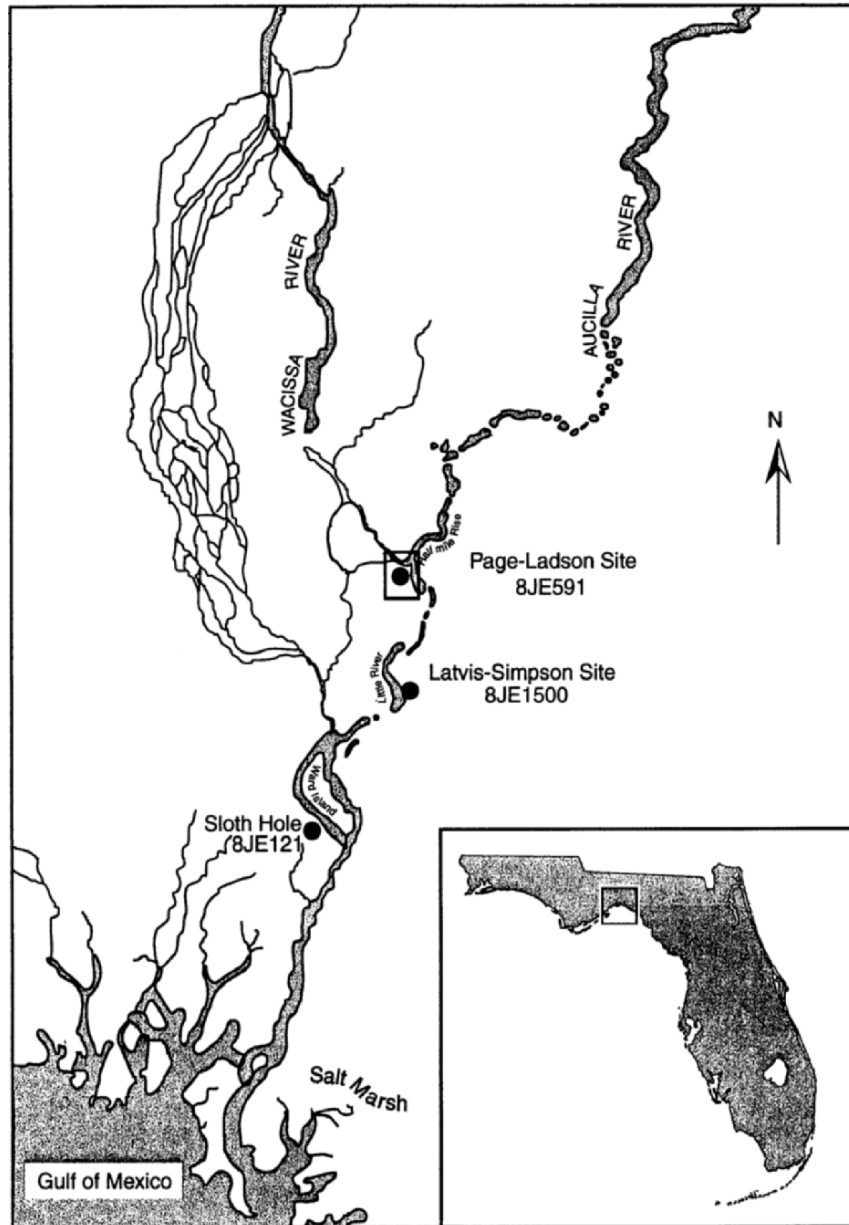 WACISSA RIVER
AUCILLA RIVER
N
Half mile Rise
Page-Ladson Site
8JE591
Little River
Latvis-Simpson Site
8JE1500
Ward Island
Sloth Hole
8JE121
Salt Marsh
Gulf of Mexico